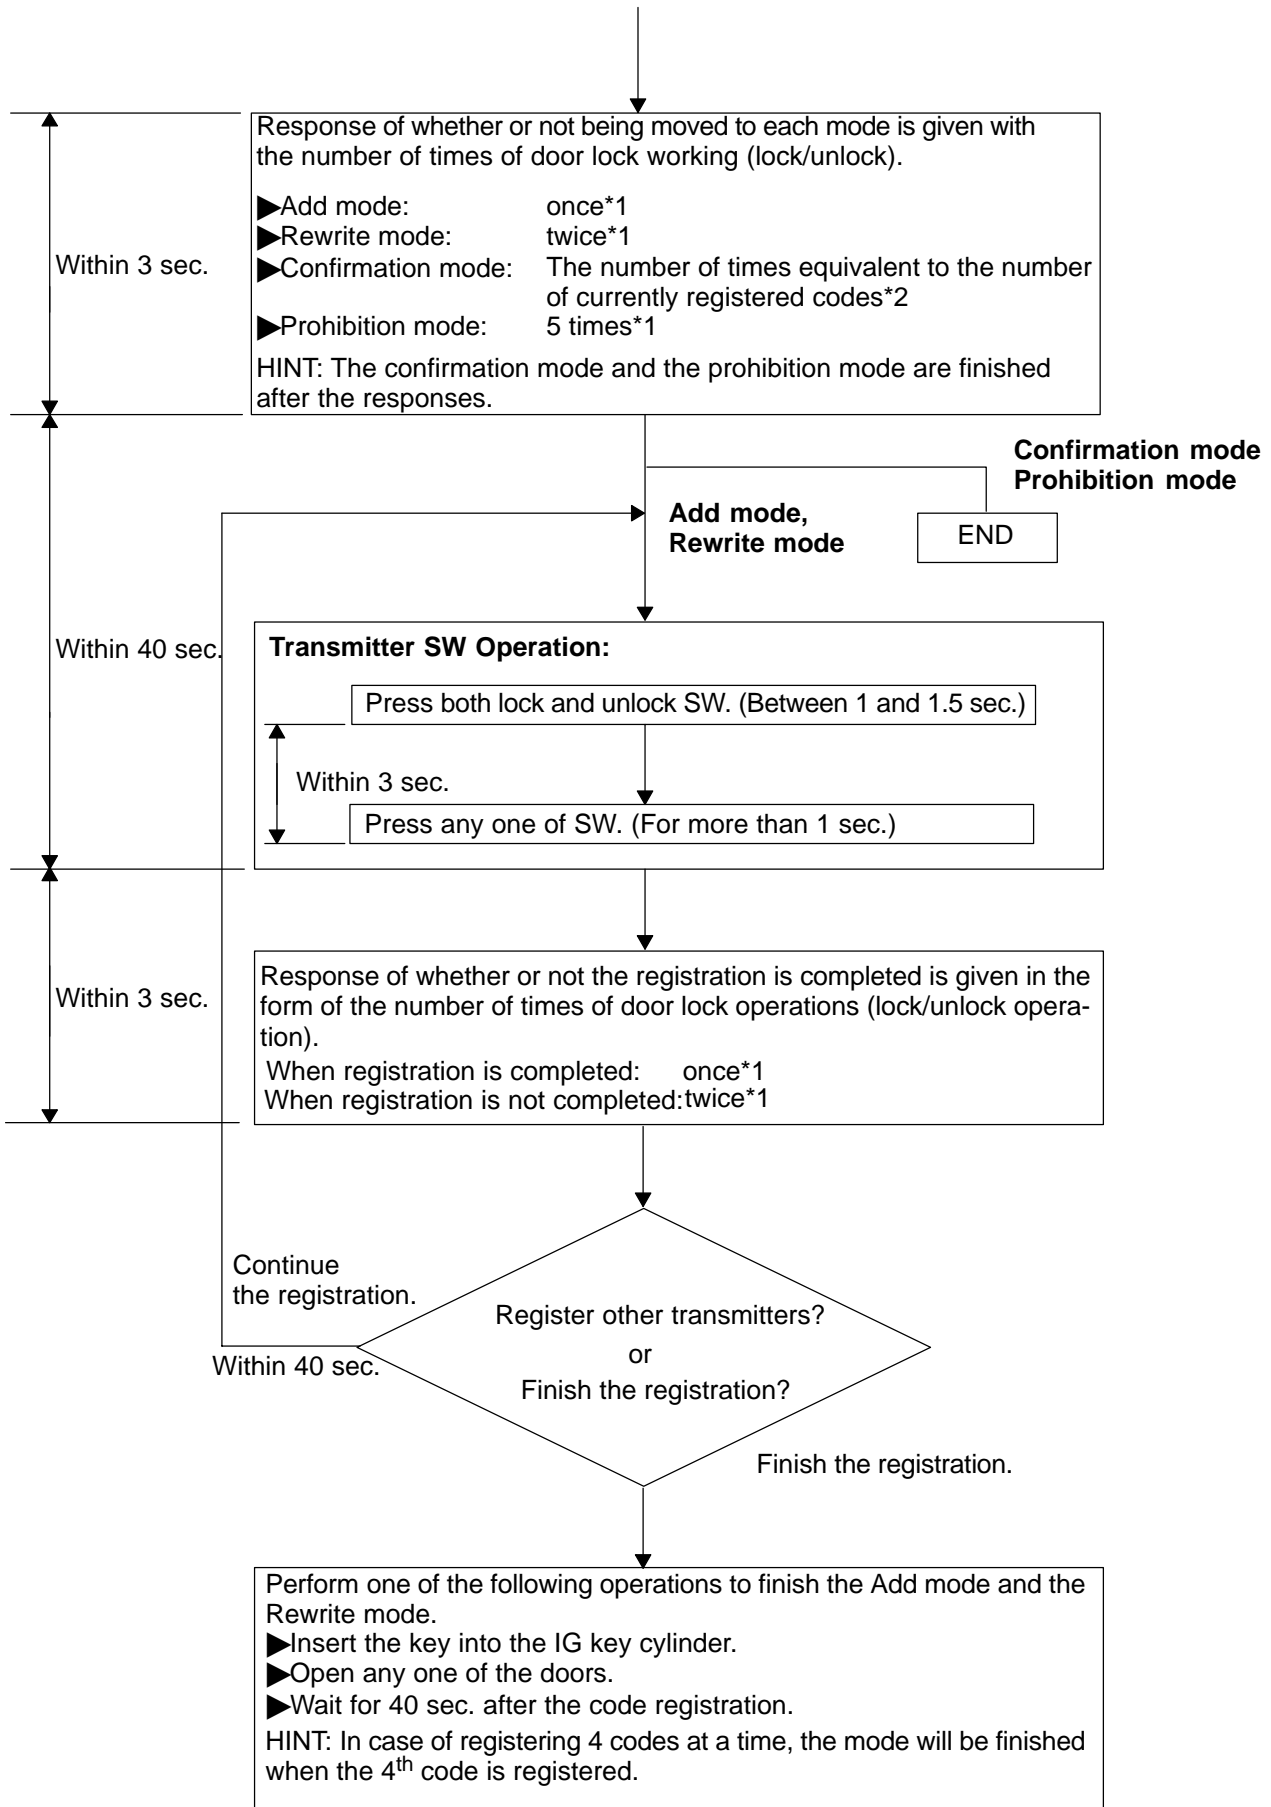 Response of whether or not being moved to each mode is given with
the number of times of door lock working (lock/unlock).
▶Add mode: once*1
▶Rewrite mode: twice*1
Within 3 sec.
▶Confirmation mode: The number of times equivalent to the number
of currently registered codes*2
▶Prohibition mode: 5 times*1
HINT: The confirmation mode and the prohibition mode are finished
after the responses.
Confirmation mode
Prohibition mode
Add mode,
Rewrite mode
END
Within 40 sec.
Transmitter SW Operation:
Press both lock and unlock SW. (Between 1 and 1.5 sec.)
Within 3 sec.
Press any one of SW. (For more than 1 sec.)
Within 3 sec.
Response of whether or not the registration is completed is given in the
form of the number of times of door lock operations (lock/unlock opera-
tion).
When registration is completed: once*1
When registration is not completed:twice*1
Continue
the registration.
Within 40 sec.
Register other transmitters?
or
Finish the registration?
Finish the registration.
Perform one of the following operations to finish the Add mode and the
Rewrite mode.
▶Insert the key into the IG key cylinder.
▶Open any one of the doors.
▶Wait for 40 sec. after the code registration.
HINT: In case of registering 4 codes at a time, the mode will be finished
when the 4th code is registered.